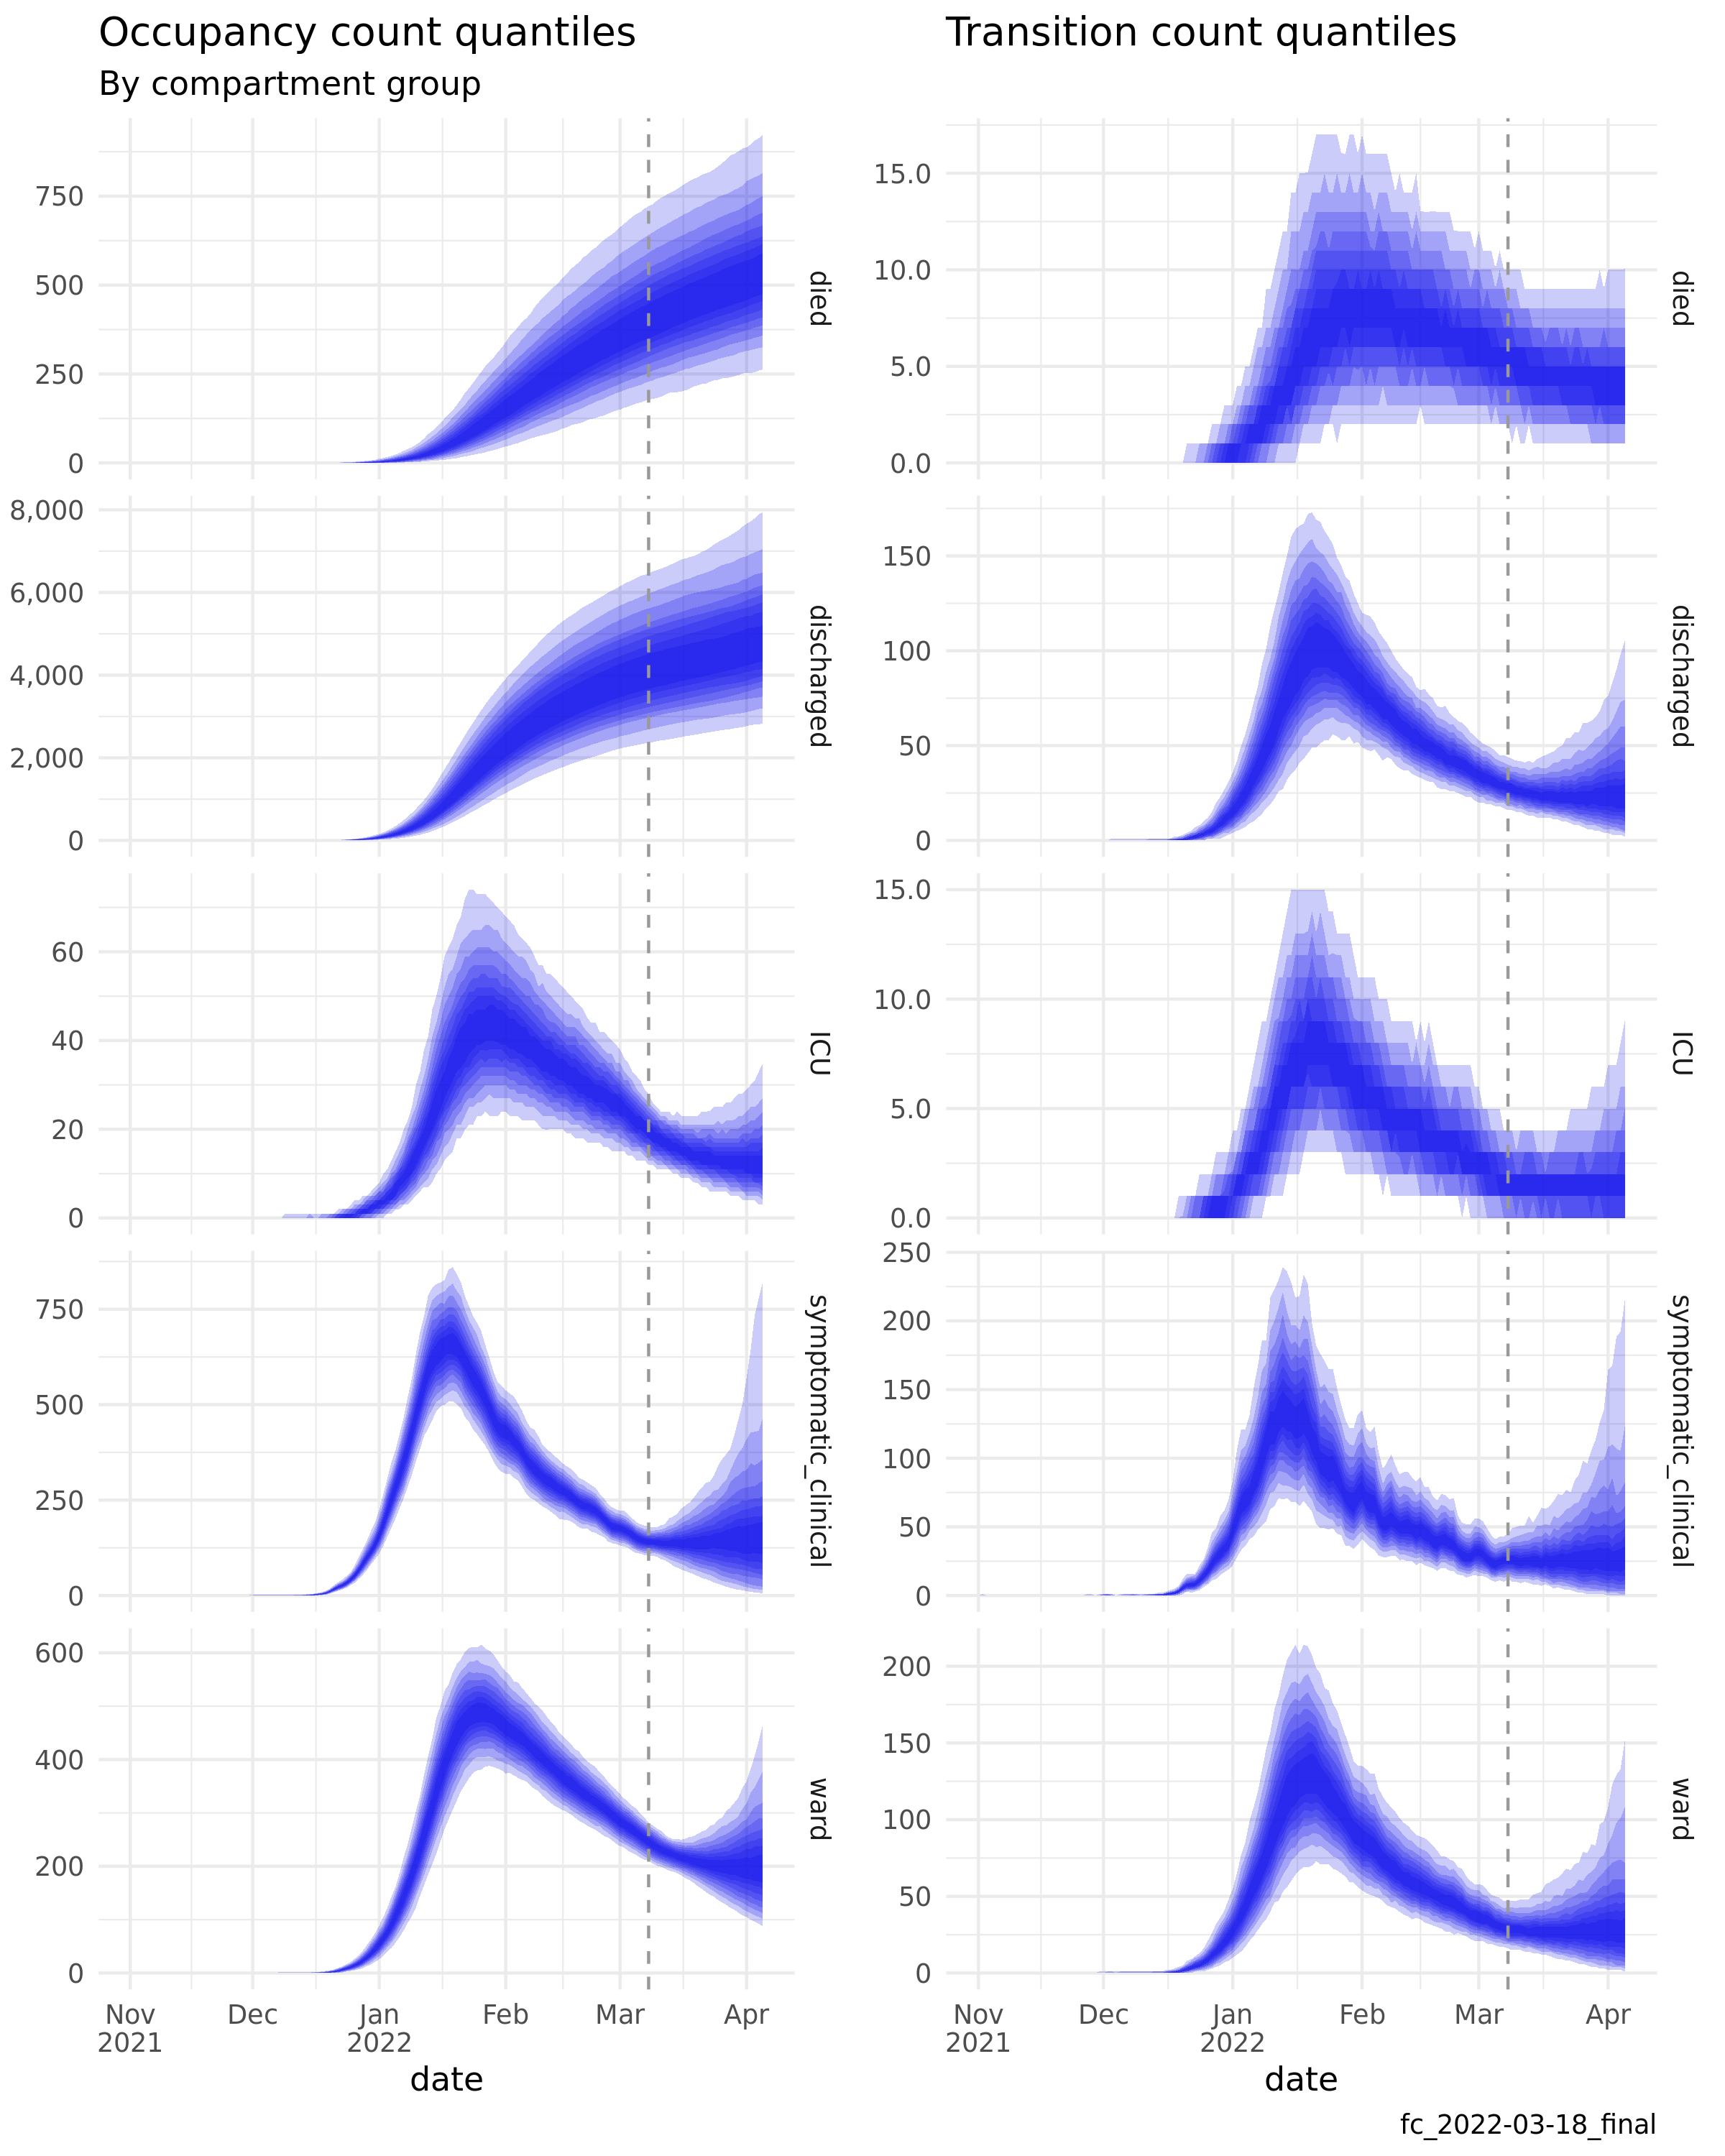 Occupancy count quantiles
By compartment group
750
500
250
0
died
8,000
6,000
4,000
2,000
0
discharged
60
40
20
0
ICU
750
500
250
0
symptomatic_clinical
600
400
200
0
ward
Nov
2021
Dec
Jan
2022
Feb
Mar
Apr
date
Transition count quantiles
15.0
10.0
5.0
0.0
died
150
100
50
0
discharged
15.0
10.0
5.0
0.0
ICU
250
200
150
100
50
0
symptomatic_clinical
200
150
100
50
0
ward
Nov
2021
Dec
Jan
2022
Feb
Mar
Apr
date
fc_2022-03-18_final